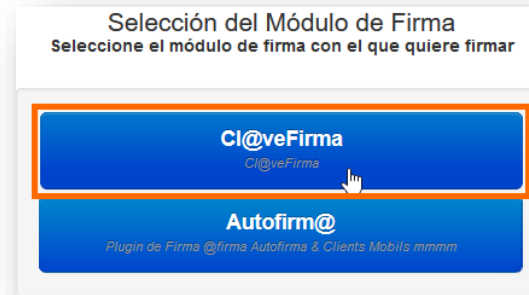 Selección del Módulo de Firma
Seleccione el módulo de firma con el que quiere firmar
Cl@veFirma
Cl@veFirma
Autofirm@
Plugin de Firma @firma Autofirma & Clients Mobils mmmm